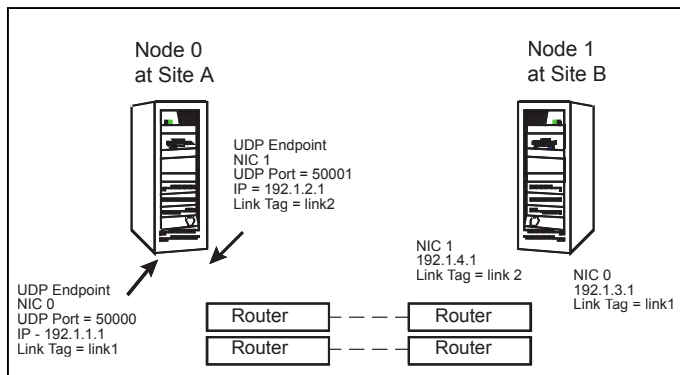 Node 0
at Site A
Node 1
at Site B
UDP Endpoint
NIC 1
UDP Port = 50001
IP = 192.1.2.1
Link Tag = link2
NIC 1
192.1.4.1
Link Tag = link 2
NIC 0
192.1.3.1
Link Tag = link1
UDP Endpoint
NIC 0
UDP Port = 50000
IP - 192.1.1.1
Link Tag = link1
Router
Router
Router
Router